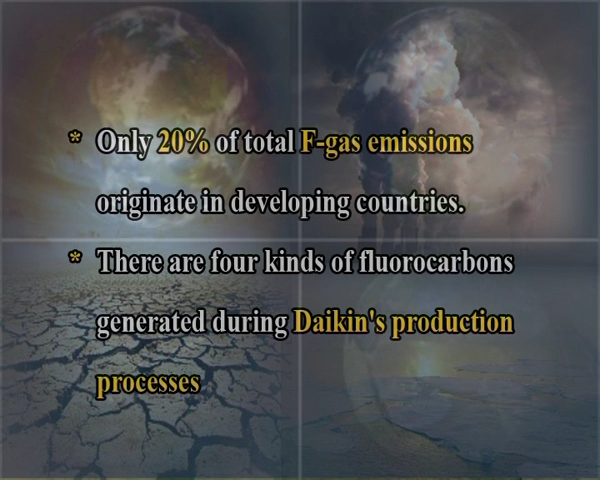 * Only 20% of total F-gas emissions
originate in developing countries.
* There are four kinds of fluorocarbons
generated during Daikin's production
processes